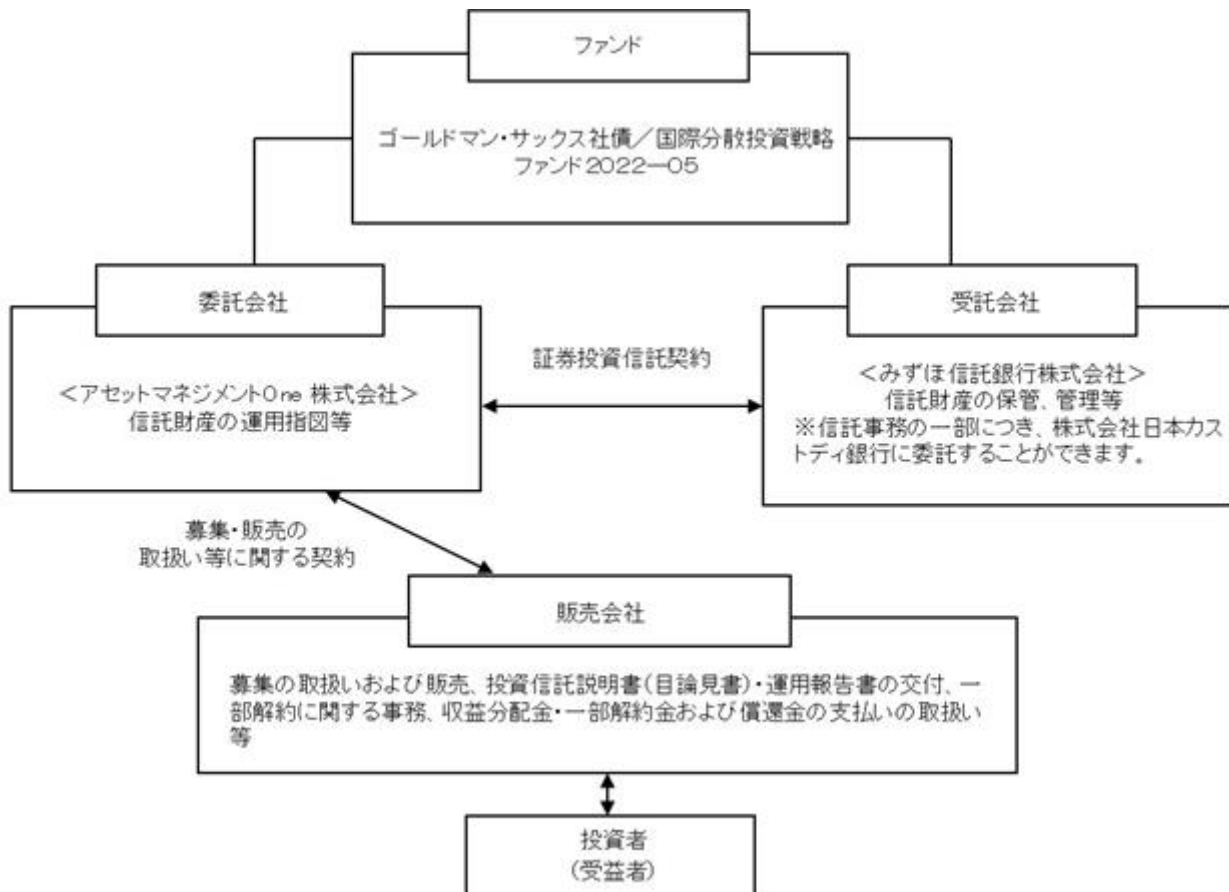 ファンド
ゴールドマン・サックス社債／国際分散投資戦略
ファンド2022―05
委託会社
<アセットマネジメントOne 株式会社>
信託財産の運用指図等
証券投資信託契約
受託会社
<みずほ信託銀行株式会社>
信託財産の保管、管理等
※信託事務の一部につき、株式会社日本カス
トディ銀行に委託することができます。
募集・販売の
取扱い等に関する契約
販売会社
募集の取扱いおよび販売、投資信託説明書(目論見書)・運用報告書の交付、一
部解約に関する事務、収益分配金・一部解約金および償還金の支払いの取扱い
等
投資者
(受益者)